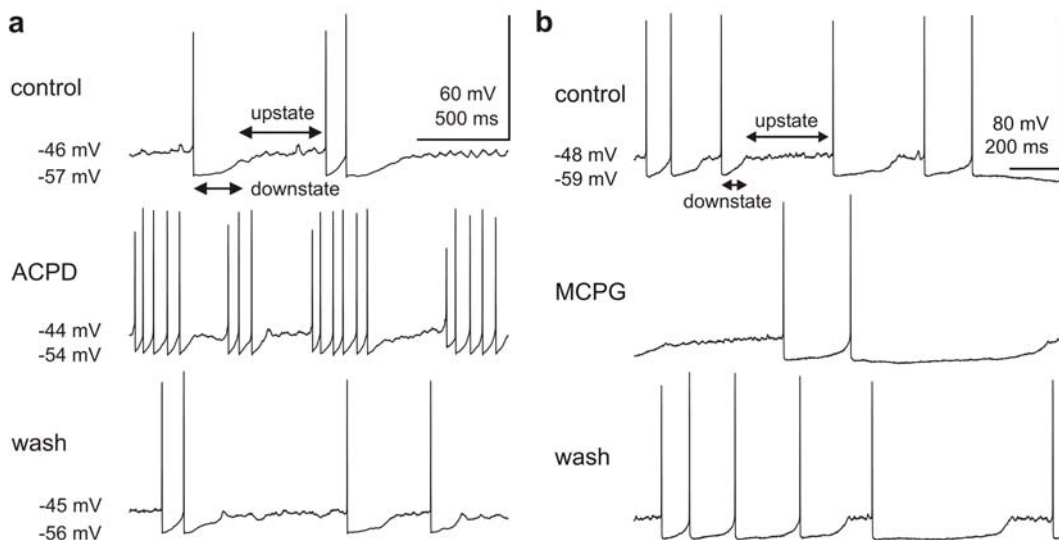 a
control
60 mV
500 ms
upstate
-46 mV
-57 mV
downstate
ACPD
-44 mV
-54 mV
wash
-45 mV
-56 mV
b
control
80 mV
200 ms
upstate
-48 mV
-59 mV
downstate
MCPG
wash